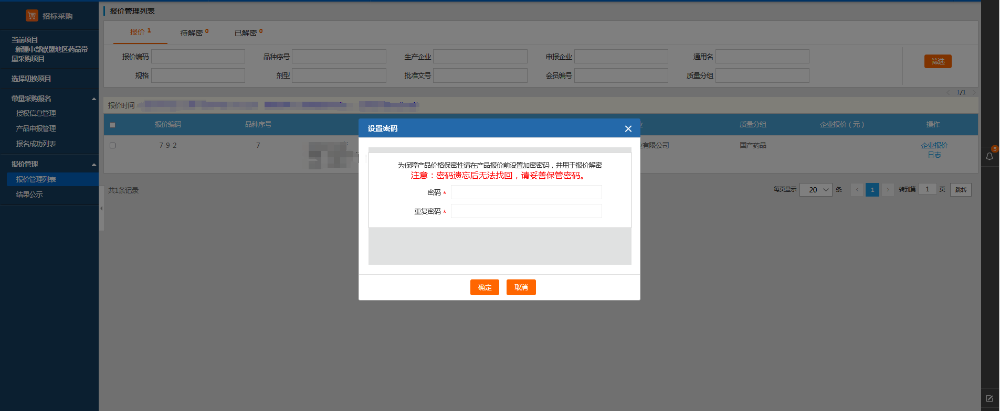 招标采购
当前项目
新疆中部联盟地区药品带
量采购项目
选择切换项目
带量采购报名
授权信息管理
产品申报管理
报名成功列表
报价管理
报价管理列表
结果公示
报价管理列表
报价 1
待解密 0
已解密 0
报价编码
品种序号
生产企业
申报企业
通用名
筛选
规格
剂型
批准文号
会员编号
质量分组
1/1
报价时间
报价编码
品种序号
业
质量分组
企业报价（元）
操作
7-9-2
7
业有限公司
国产药品
企业报价
日志
共1条记录
每页显示 20 条
1
转到第 1 页
跳转
设置密码
为保障产品价格保密性请在产品报价前设置加密密码，并用于报价解密
注意：密码遗忘后无法找回，请妥善保管密码。
密码 *
重复密码 *
确定
取消
5